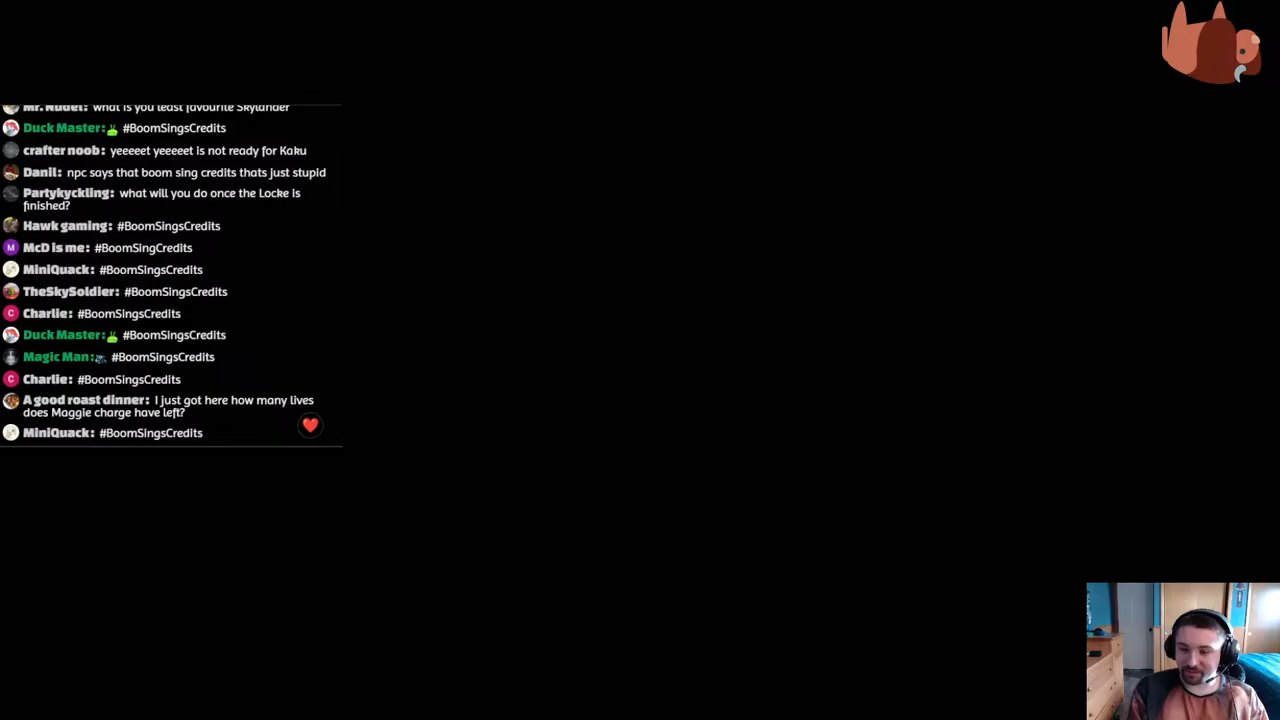 Mr. Nudel: what is you least favourite Skylander
Duck Master: #BoomSingsCredits
crafter noob: yeeeeet yeeeeet is not ready for Kaku
Danil: npc says that boom sing credits thats just stupid
Partykyckling: what will you do once the Locke is
finished?
Hawk gaming: #BoomSingsCredits
McD is me: #BoomSingCredits
MiniQuack: #BoomSIngsCredits
TheSkySoldier: #BoomSingsCredits
Charlie: #BoomSingsCredits
Duck Master: #BoomSingsCredits
Magic Man: #BoomSingsCredits
Charlie: #BoomSingsCredits
A good roast dinner: I just got here how many lives
does Maggie charge have left?
MiniQuack: #BoomSIngsCredits